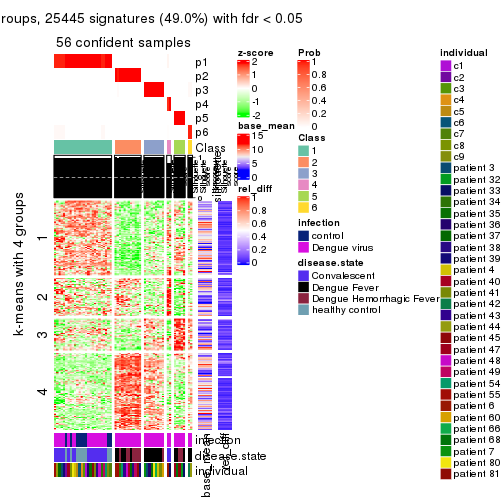 roups, 25445 signatures (49.0%) with fdr < 0.05
56 confident samples
p1
p2
p3
p4
p5
p6
Class
1
silhouette
score
0
k-means with 4 groups
1
2
3
4
infection
disease.state
individual
base_mean
rel_diff
z-score
2
1
0
-1
-2
base_mean
15
10
5
0
rel_diff
1
0.8
0.6
0.4
0.2
0
Prob
1
0.8
0.6
0.4
0.2
0
Class
1
2
3
4
5
6
infection
control
Dengue virus
disease.state
Convalescent
Dengue Fever
Dengue Hemorrhagic Fever
healthy control
individual
c1
c2
c3
c4
c5
c6
c7
c8
c9
patient 3
patient 32
patient 33
patient 34
patient 35
patient 36
patient 37
patient 38
patient 39
patient 4
patient 40
patient 41
patient 42
patient 43
patient 44
patient 45
patient 47
patient 48
patient 49
patient 54
patient 55
patient 6
patient 60
patient 66
patient 68
patient 7
patient 80
patient 81